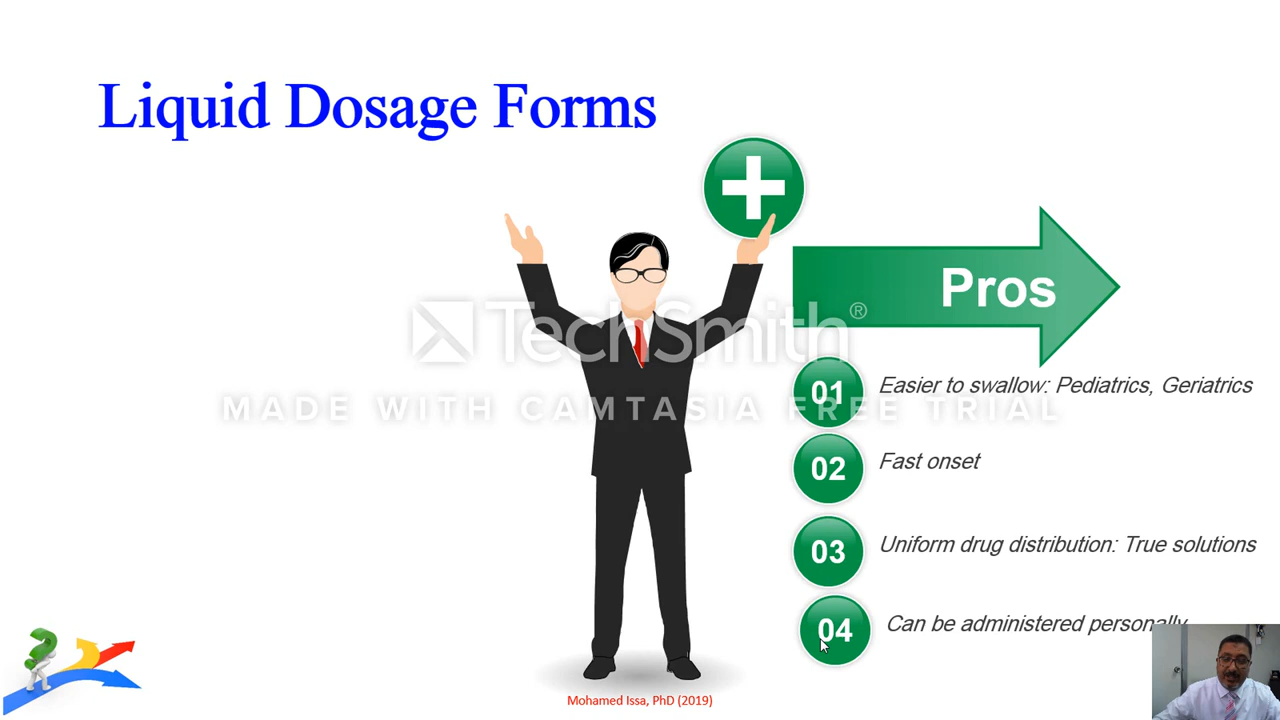 Liquid Dosage Forms
Pros
TechSmith®
MADE WITH CAMTASIA FREE TRIAL
01 Easier to swallow: Pediatrics, Geriatrics
02 Fast onset
03 Uniform drug distribution: True solutions
04 Can be administered personally
Mohamed Issa, PhD (2019)